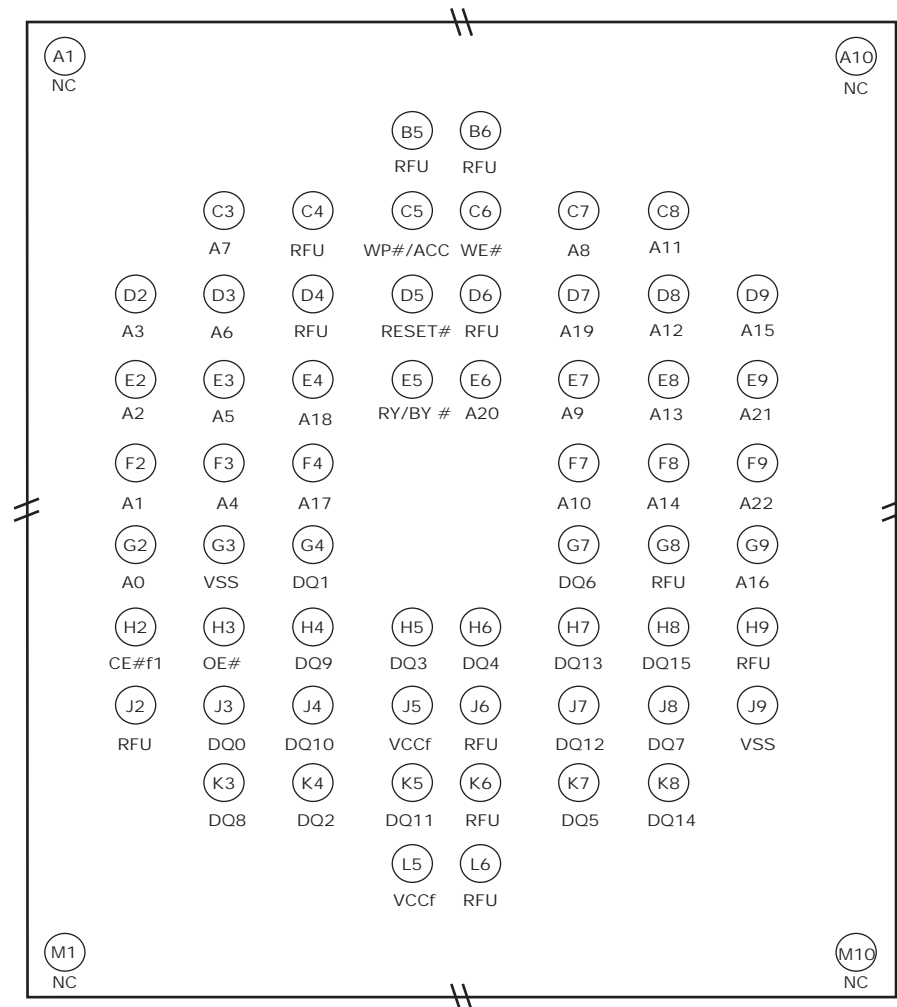 A1 A10
NC NC
B5 B6
RFU RFU
C3 C4 C5 C6 C7 C8
A7 RFU WP#/ACC WE# A8 A11
D2 D3 D4 D5 D6 D7 D8 D9
A3 A6 RFU RESET# RFU A19 A12 A15
E2 E3 E4 E5 E6 E7 E8 E9
A2 A5 A18 RY/BY # A20 A9 A13 A21
F2 F3 F4 F7 F8 F9
A1 A4 A17 A10 A14 A22
G2 G3 G4 G7 G8 G9
A0 VSS DQ1 DQ6 RFU A16
H2 H3 H4 H5 H6 H7 H8 H9
CE#f1 OE# DQ9 DQ3 DQ4 DQ13 DQ15 RFU
J2 J3 J4 J5 J6 J7 J8 J9
RFU DQ0 DQ10 VCCf RFU DQ12 DQ7 VSS
K3 K4 K5 K6 K7 K8
DQ8 DQ2 DQ11 RFU DQ5 DQ14
L5 L6
VCCf RFU
M1 M10
NC NC